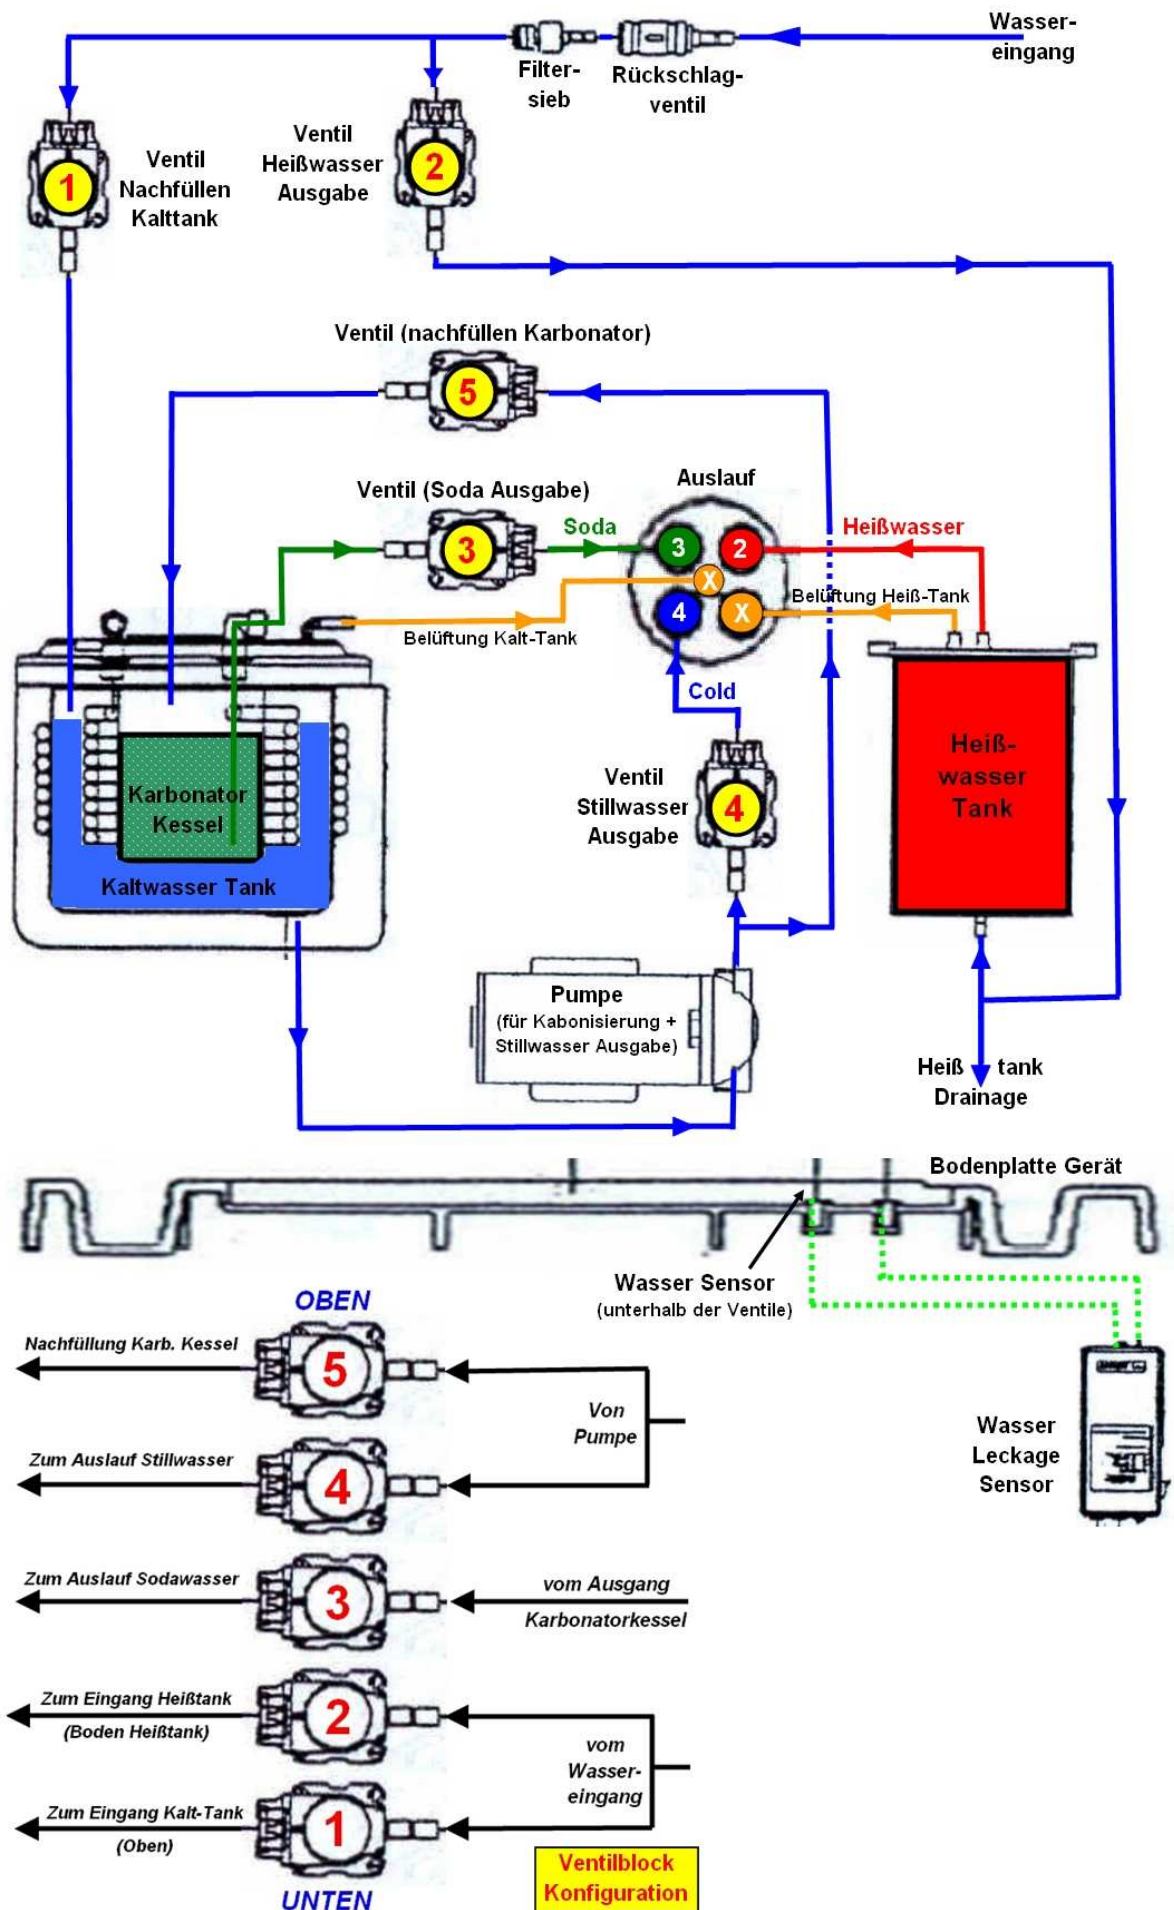 Wasser-
eingang
Filter-
sieb
Rückschlag-
ventil
1
Ventil
Nachfüllen
Kalttank
Ventil
Heißwasser
Ausgabe
2
Ventil (nachfüllen Karbonator)
5
Ventil (Soda Ausgabe)
3
Soda
Auslauf
3
2
X
4
X
Heißwasser
Belüftung Heiß-Tank
Belüftung Kalt-Tank
Cold
Karbonator
Kessel
Kaltwasser Tank
Ventil
Stillwasser
Ausgabe
4
Heiß-
wasser
Tank
Pumpe
(für Kabonisierung +
Stillwasser Ausgabe)
Heiß tank
Drainage
Bodenplatte Gerät
Wasser Sensor
(unterhalb der Ventile)
Wasser
Leckage
Sensor
OBEN
Nachfüllung Karb. Kessel
5
Von
Pumpe
Zum Auslauf Stillwasser
4
Zum Auslauf Sodawasser
3
vom Ausgang
Karbonatorkessel
Zum Eingang Heißtank
(Boden Heißtank)
2
vom
Wasser-
eingang
Zum Eingang Kalt-Tank
(Oben)
1
UNTEN
Ventilblock
Konfiguration